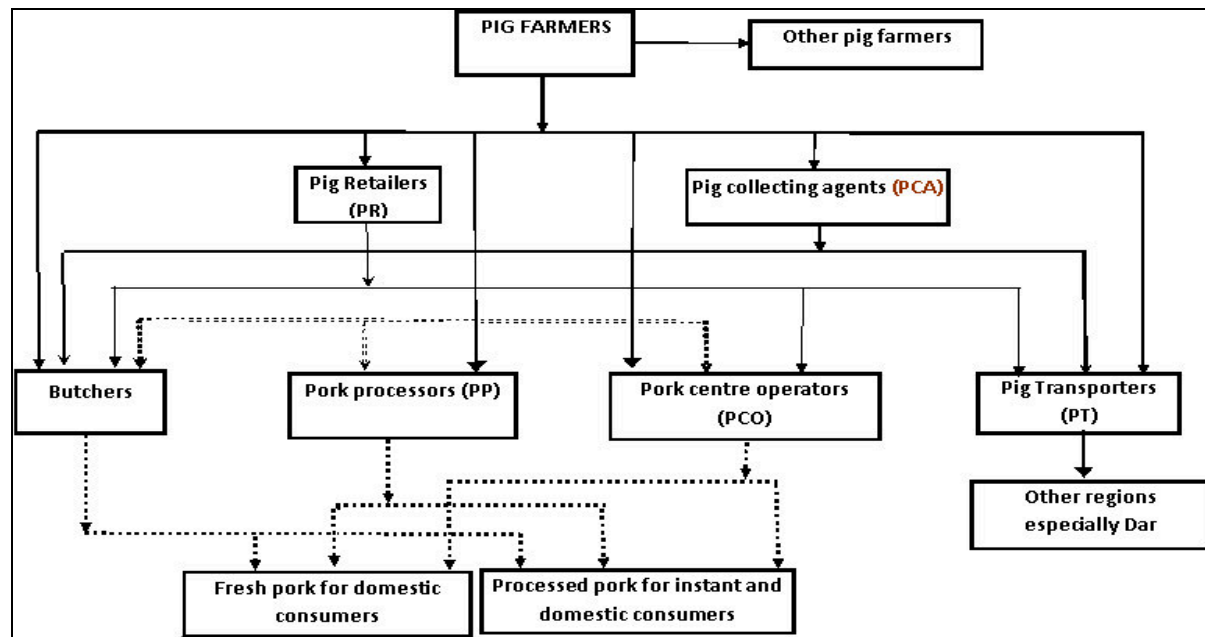 PIG FARMERS
Other pig farmers
Pig Retailers
(PR)
Pig collecting agents (PCA)
Butchers
Pork processors (PP)
Pork centre operators
(PCO)
Pig Transporters
(PT)
Other regions
especially Dar
Fresh pork for domestic
consumers
Processed pork for instant and
domestic consumers